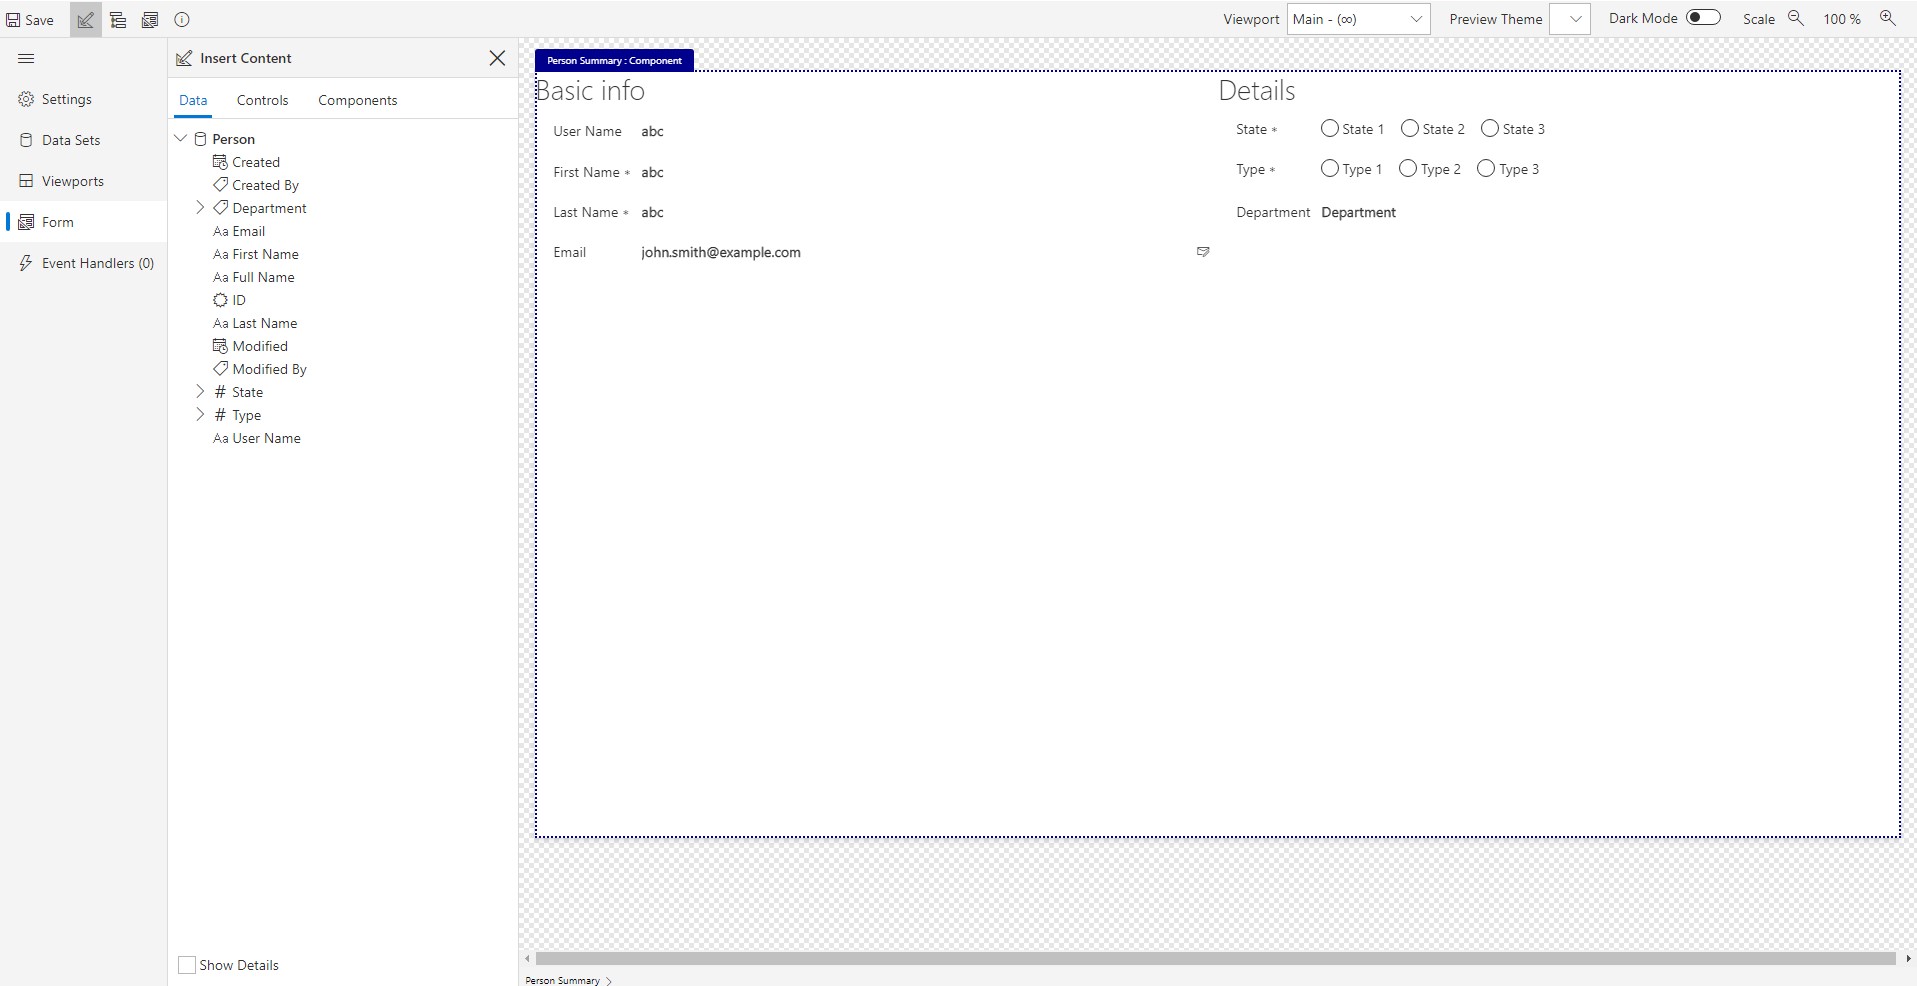 Save
Viewport Main - (∞) Preview Theme Dark Mode Scale 100 %
Insert Content
Settings
Data Sets
Viewports
Form
Event Handlers (0)
Data Controls Components
Person
Created
Created By
Department
Aa Email
Aa First Name
Aa Full Name
ID
Aa Last Name
Modified
Modified By
# State
# Type
Aa User Name
Show Details
Person Summary : Component
Basic info
User Name abc
First Name * abc
Last Name * abc
Email john.smith@example.com
Details
State * State 1 State 2 State 3
Type * Type 1 Type 2 Type 3
Department Department
Person Summary